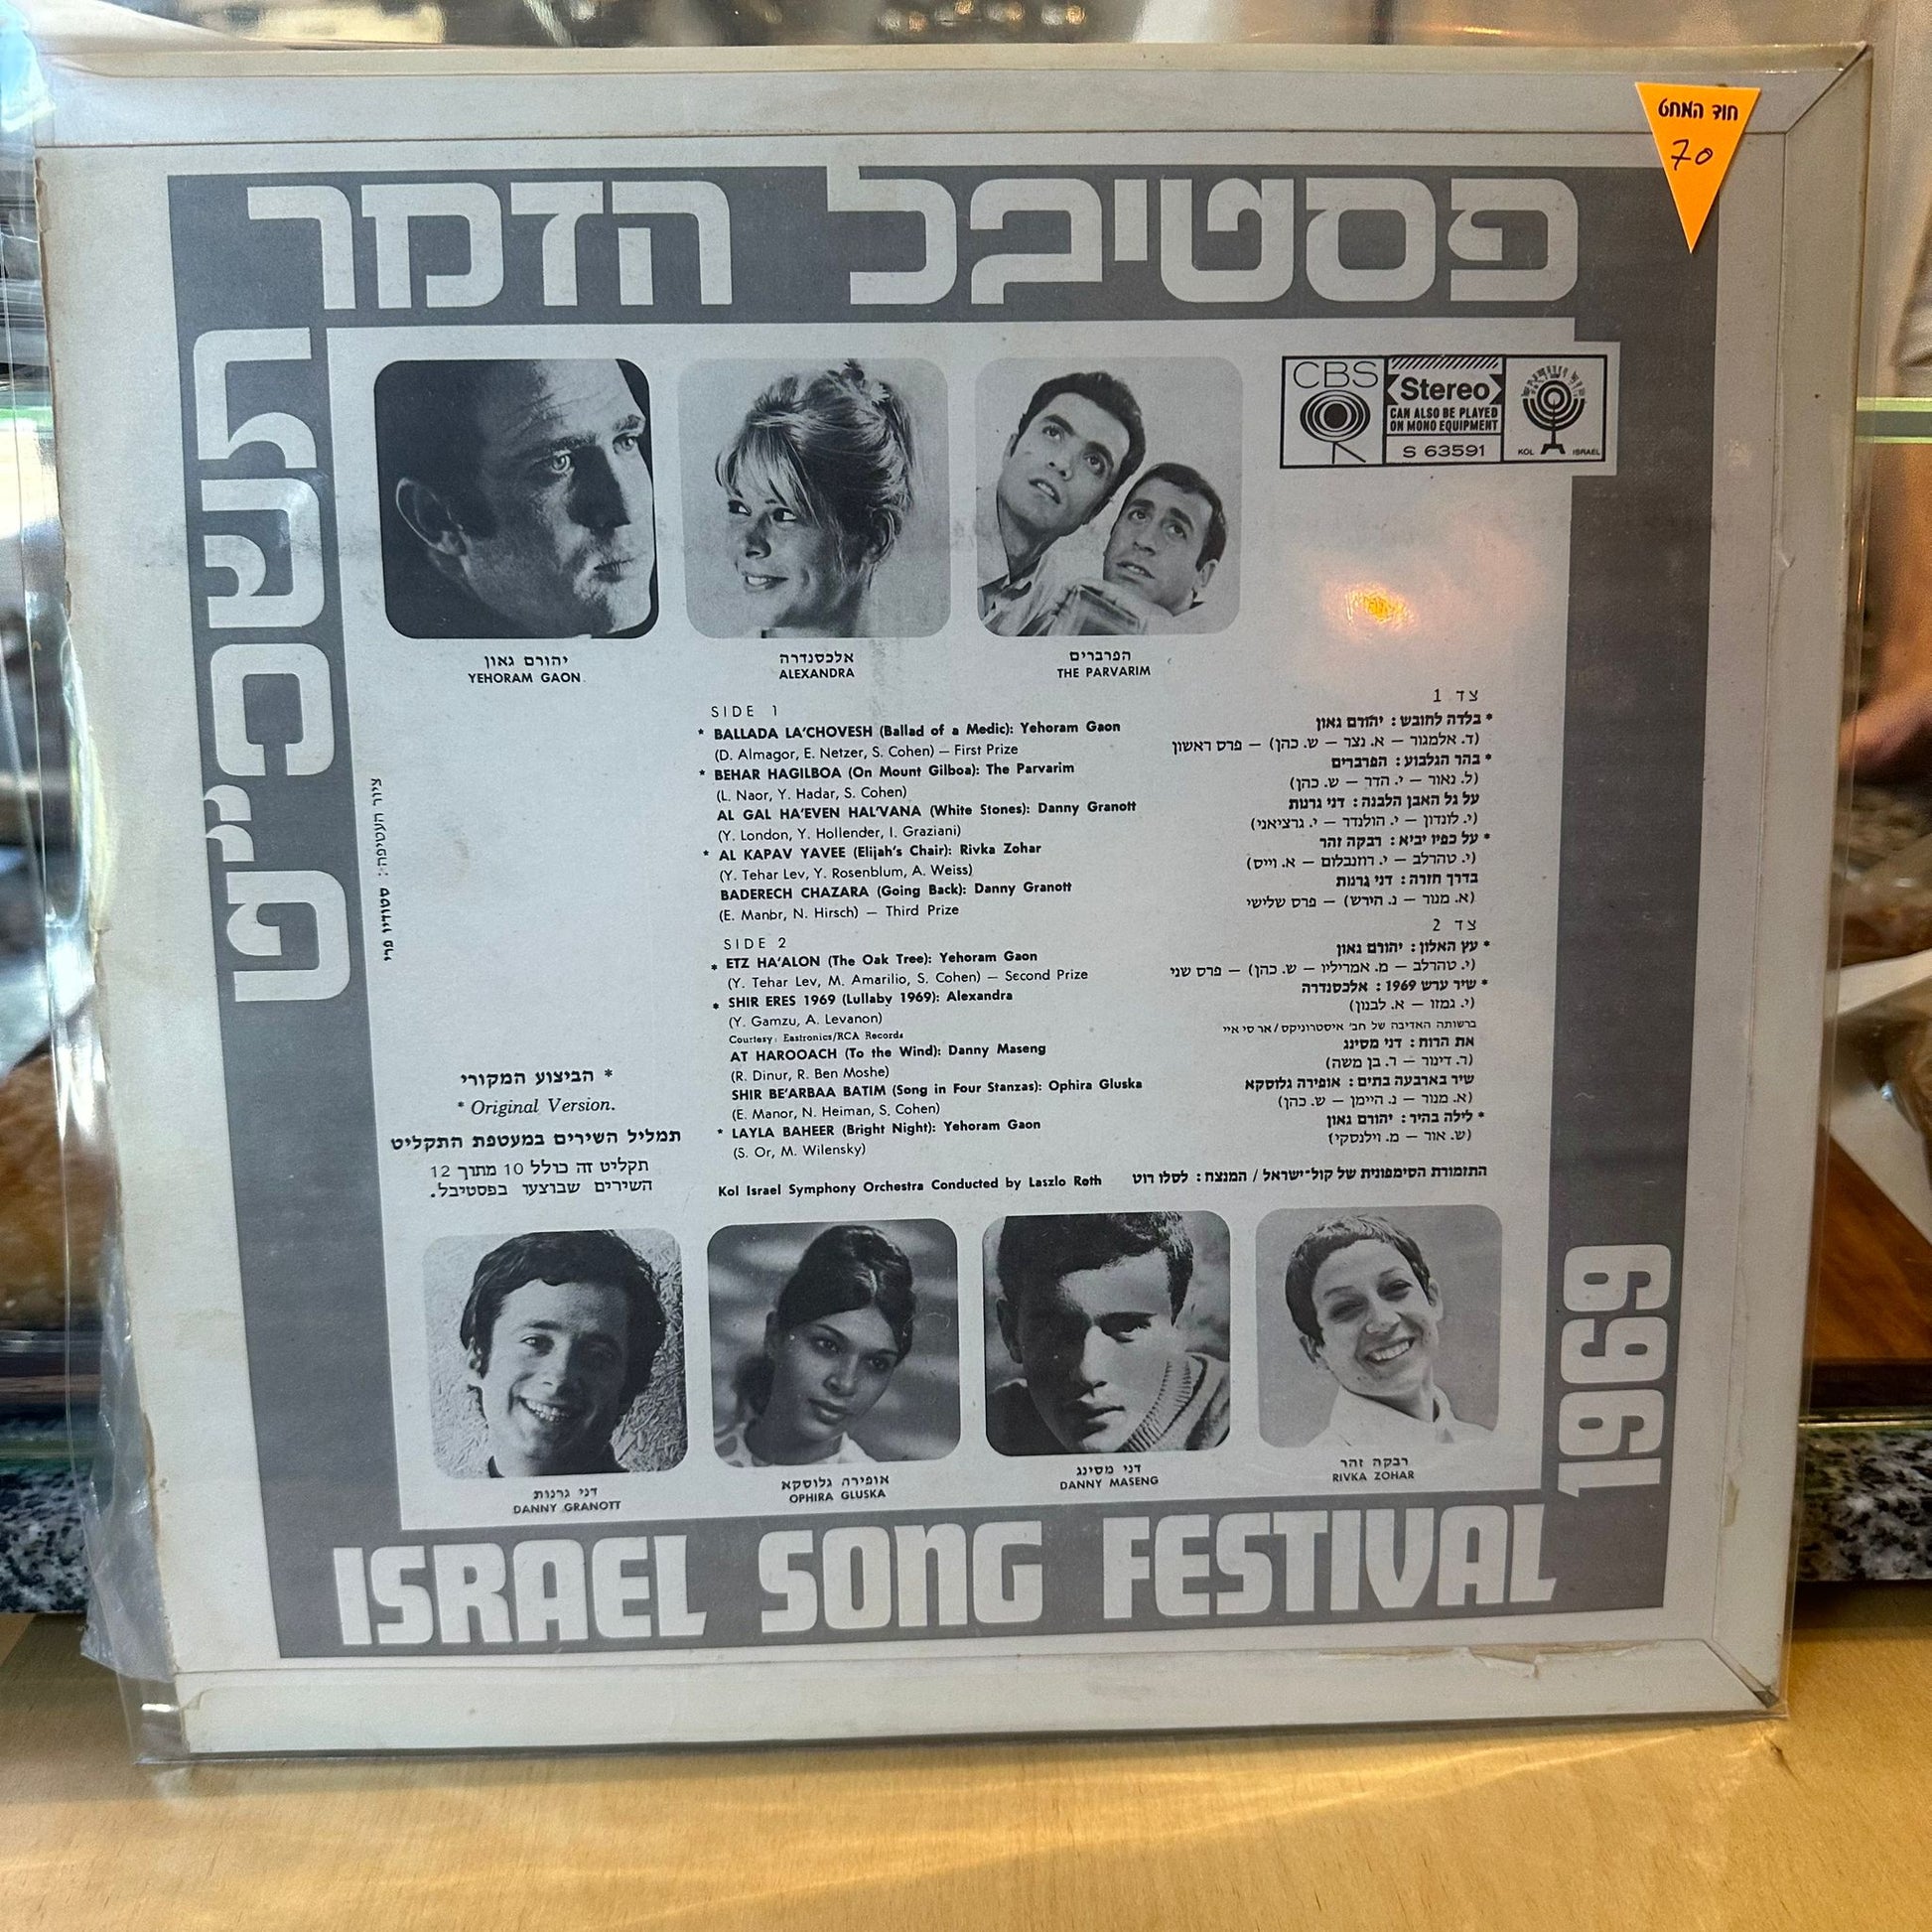 חוד המחט
70
פסטיבל הזמר
תשכ״ט
CBS
Stereo
CAN ALSO BE PLAYED
ON MONO EQUIPMENT
S 63591
KOL ISRAEL
יהורם גאון
YEHORAM GAON
אלכסנדרה
ALEXANDRA
הפרברים
THE PARVARIM
SIDE 1
* BALLADA LA'CHOVESH (Ballad of a Medic): Yehoram Gaon
(D. Almagor, E. Netzer, S. Cohen) — First Prize
* BEHAR HAGILBOA (On Mount Gilboa): The Parvarim
(L. Naor, Y. Hadar, S. Cohen)
AL GAL HA'EVEN HAL'VANA (White Stones): Danny Granott
(Y. London, Y. Hollender, I. Graziani)
* AL KAPAV YAVEE (Elijah's Chair): Rivka Zohar
(Y. Tehar Lev, Y. Rosenblum, A. Weiss)
BADERECH CHAZARA (Going Back): Danny Granott
(E. Manor, N. Hirsch) — Third Prize
SIDE 2
* ETZ HA'ALON (The Oak Tree): Yehoram Gaon
(Y. Tehar Lev, M. Amarilio, S. Cohen) — Second Prize
* SHIR ERES 1969 (Lullaby 1969): Alexandra
(Y. Gamzu, A. Levanon)
Courtesy: Eastronics/RCA Records
AT HAROOACH (To the Wind): Danny Maseng
(R. Dinur, R. Ben Moshe)
SHIR BE'ARBAA BATIM (Song in Four Stanzas): Ophira Gluska
(E. Manor, N. Heiman, S. Cohen)
* LAYLA BAHEER (Bright Night): Yehoram Gaon
(S. Or, M. Wilensky)
Kol Israel Symphony Orchestra Conducted by Laszlo Roth
צד 1
* בלדה לחובש: יהורם גאון
(ד. אלמגור — א. נצר — ש. כהן) — פרס ראשון
* בהר הגלבוע: הפרברים
(ל. נאור — י. הדר — ש. כהן)
על גל האבן הלבנה: דני גרנות
(י. לונדון — י. הולנדר — י. גרציאני)
* על כפיו יביא: רבקה זהר
(י. טהרלב — י. רוזנבלום — א. וייס)
בדרך חזרה: דני גרנות
(א. מנור — נ. הירש) — פרס שלישי
צד 2
* עץ האלון: יהורם גאון
(י. טהרלב — מ. אמריליו — ש. כהן) — פרס שני
* שיר ערש 1969: אלכסנדרה
(י. גמזו — א. לבנון)
ברשותה האדיבה של חב' איסטרוניקס / אר סי איי
את הרוח: דני מסינג
(ר. דינור — ר. בן משה)
שיר בארבעה בתים: אופירה גלוסקא
(א. מנור — נ. היימן — ש. כהן)
* לילה בהיר: יהורם גאון
(ש. אור — מ. וילנסקי)
התזמורת הסימפונית של קול־ישראל / המנצח: לסלו רוט
ציור העטיפה: סטודיו פרי
* הביצוע המקורי
* Original Version.
תמליל השירים במעטפת התקליט
תקליט זה כולל 10 מתוך 12
השירים שבוצעו בפסטיבל.
דני גרנות
DANNY GRANOTT
אופירה גלוסקא
OPHIRA GLUSKA
דני מסינג
DANNY MASENG
רבקה זהר
RIVKA ZOHAR
1969
ISRAEL SONG FESTIVAL